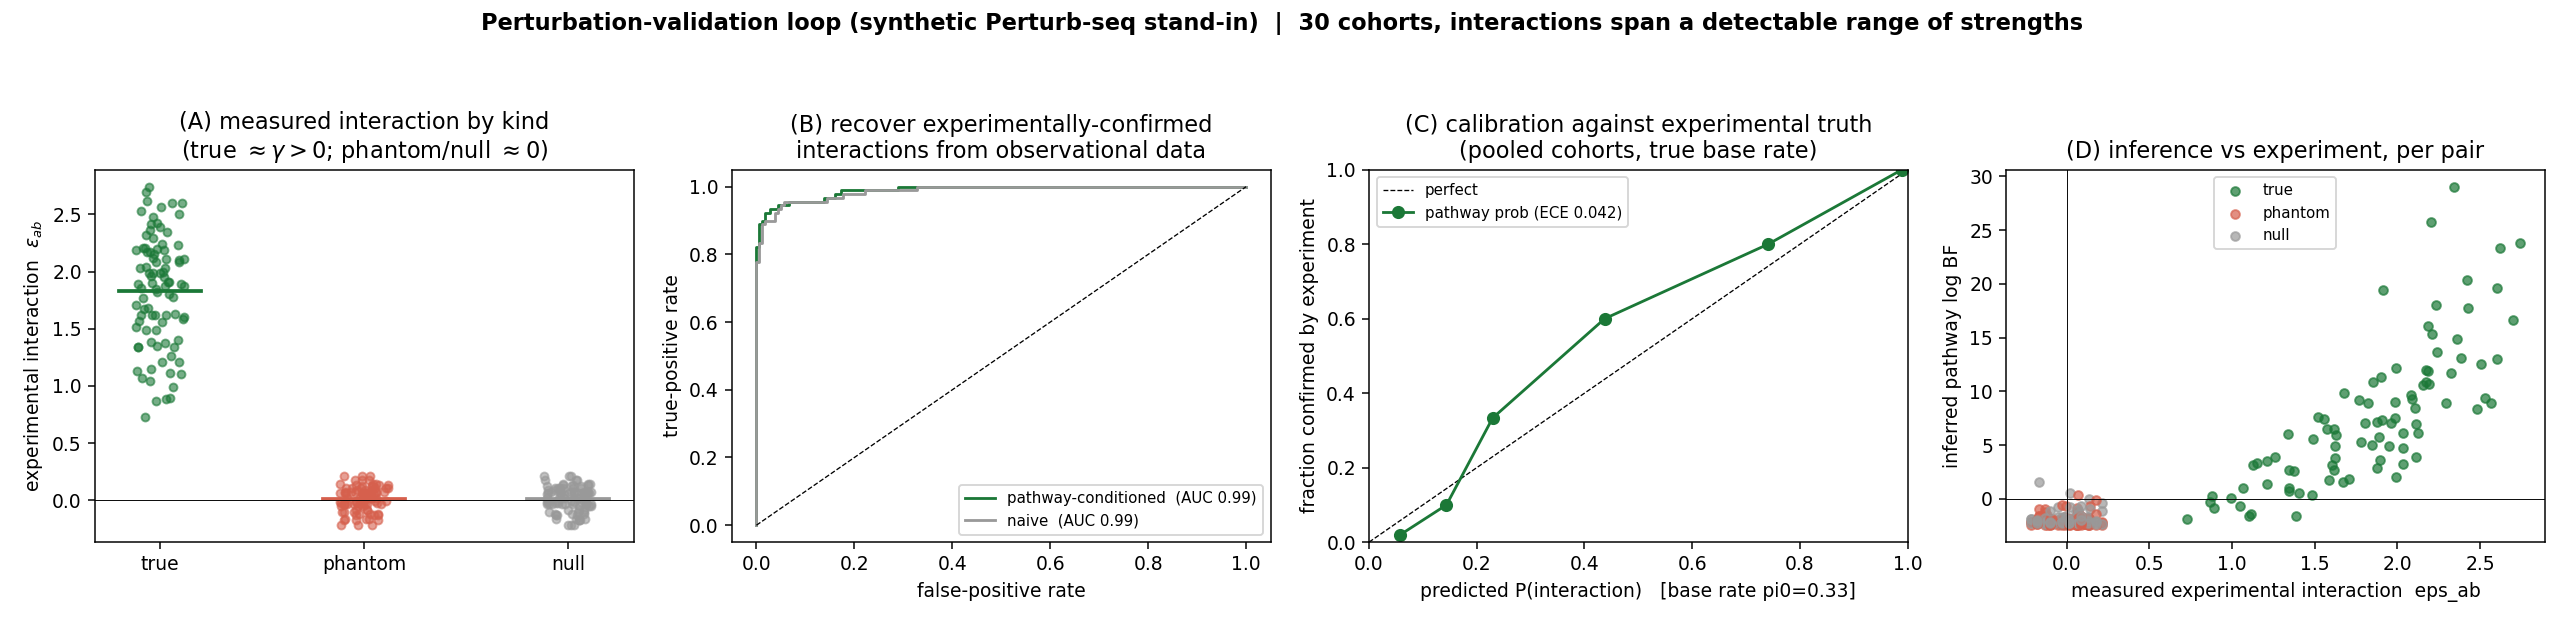 Perturbation-validation loop (synthetic Perturb-seq stand-in) | 30 cohorts, interactions span a detectable range of strengths
(A) measured interaction by kind
(true ≈ γ > 0; phantom/null ≈ 0)
experimental interaction ε_ab
2.5
2.0
1.5
1.0
0.5
0.0
true
phantom
null
(B) recover experimentally-confirmed
interactions from observational data
true-positive rate
1.0
0.8
0.6
0.4
0.2
0.0
pathway-conditioned (AUC 0.99)
naive (AUC 0.99)
0.0
0.2
0.4
0.6
0.8
1.0
false-positive rate
(C) calibration against experimental truth
(pooled cohorts, true base rate)
fraction confirmed by experiment
1.0
0.8
0.6
0.4
0.2
0.0
perfect
pathway prob (ECE 0.042)
0.0
0.2
0.4
0.6
0.8
1.0
predicted P(interaction) [base rate pi0=0.33]
(D) inference vs experiment, per pair
inferred pathway log BF
30
25
20
15
10
5
0
true
phantom
null
0.0
0.5
1.0
1.5
2.0
2.5
measured experimental interaction eps_ab